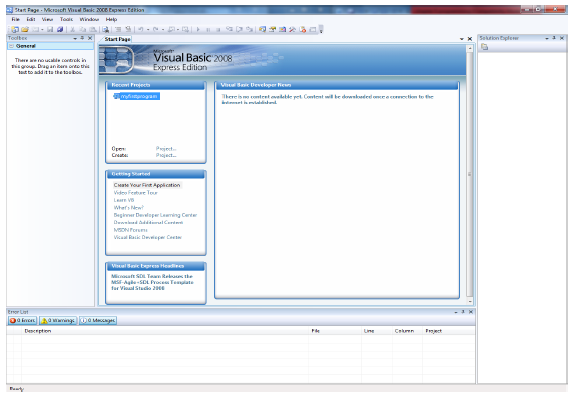 Start Page - Microsoft Visual Basic 2008 Express Edition
File Edit View Tools Window Help
Toolbox
General
There are no usable controls in
this group. Drag an item onto this
text to add it to the toolbox.
Start Page
Microsoft
Visual Basic 2008
Express Edition
Recent Projects
myfirstprogram
Open: Project...
Create: Project...
Getting Started
Create Your First Application
Video Feature Tour
Learn VB
What's New?
Beginner Developer Learning Center
Download Additional Content
MSDN Forums
Visual Basic Developer Center
Visual Basic Express Headlines
Microsoft SDL Team Releases the
MSF-Agile+SDL Process Template
for Visual Studio 2008
Visual Basic Developer News
There is no content available yet. Content will be downloaded once a connection to the
Internet is established.
Solution Explorer
Error List
0 Errors 0 Warnings 0 Messages
Description File Line Column Project
Ready